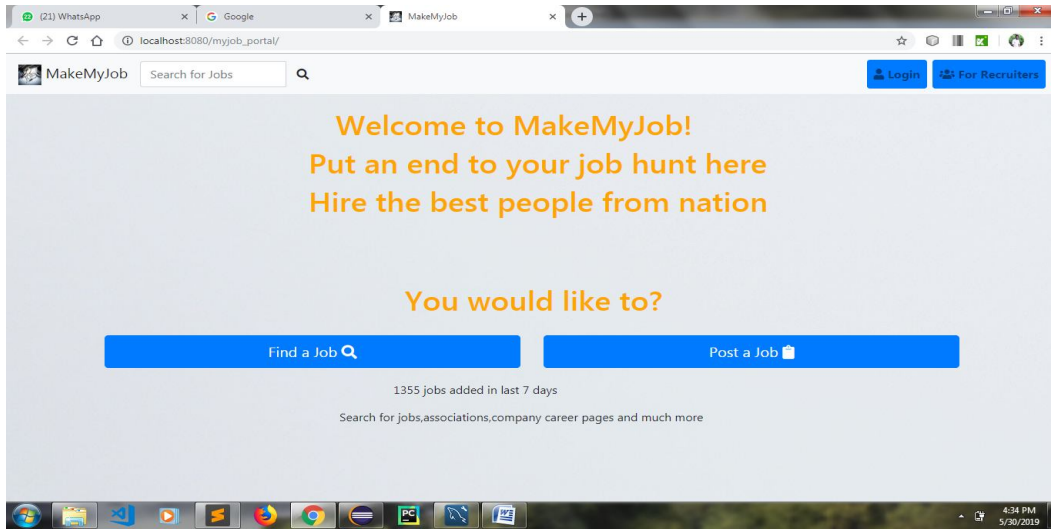 (21) WhatsApp
Google
MakeMyJob
localhost:8080/myjob_portal/
MakeMyJob
Search for Jobs
Login
For Recruiters
Welcome to MakeMyJob!
Put an end to your job hunt here
Hire the best people from nation
You would like to?
Find a Job
Post a Job
1355 jobs added in last 7 days
Search for jobs,associations,company career pages and much more
PC
4:34 PM
5/30/2019